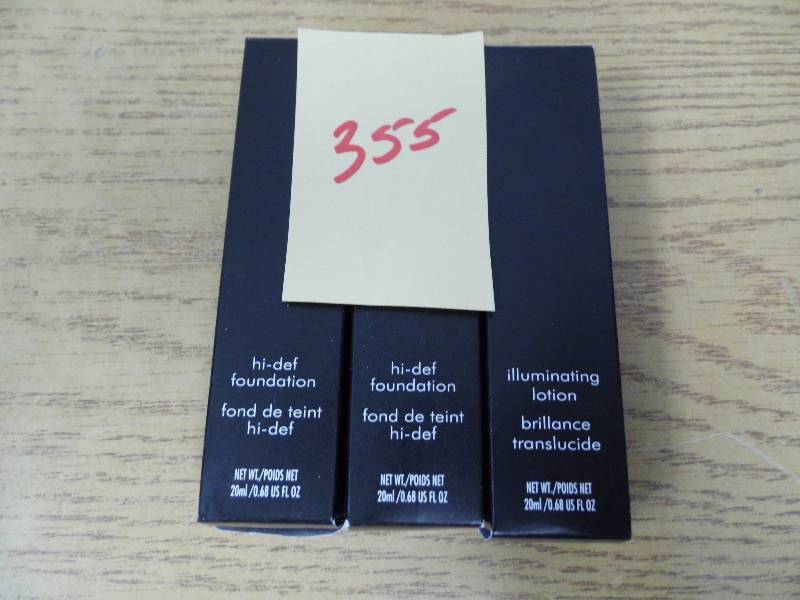 355
hi-def
foundation
fond de teint
hi-def
NET WT./POIDS NET
20ml/0.68 US FL OZ
hi-def
foundation
fond de teint
hi-def
NET WT./POIDS NET
20ml/0.68 US FL OZ
illuminating
lotion
brillance
translucide
NET WT./POIDS NET
20ml/0.68 US FL OZ